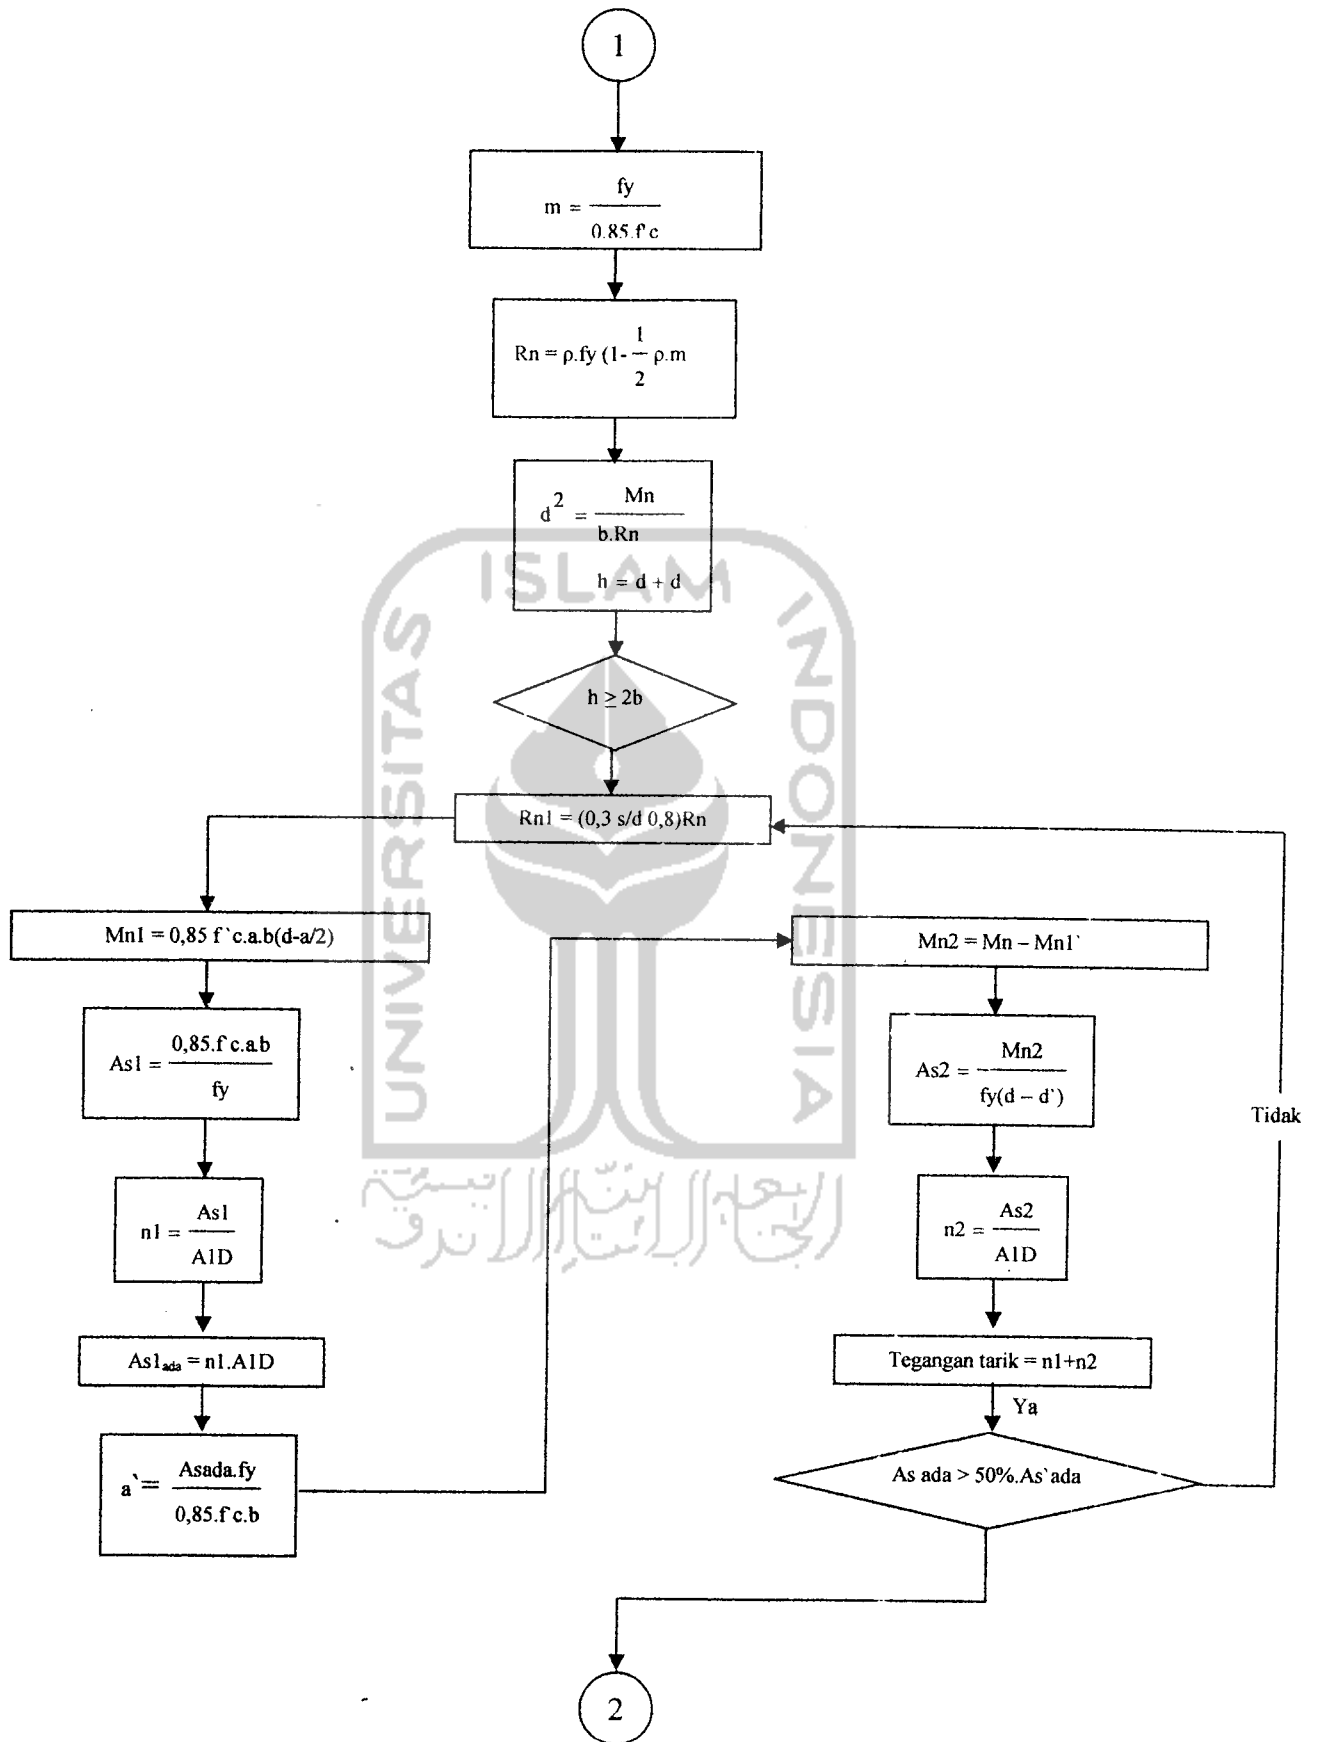 1
m = fy / 0.85.f'c
Rn = ρ.fy (1- 1/2 ρ.m
d² = Mn / b.Rn
h = d + d
ISLAM
UNIVERSITAS
INDONESIA
h ≥ 2b
Rn1 = (0,3 s/d 0,8)Rn
Mn1 = 0,85 f`c.a.b(d-a/2)
As1 = 0,85.f'c.a.b / fy
n1 = As1 / A1D
As1ada = n1.A1D
a` = Asada.fy / 0,85.f'c.b
Mn2 = Mn – Mn1`
As2 = Mn2 / fy(d – d`)
n2 = As2 / A1D
Tegangan tarik = n1+n2
Ya
As ada > 50%.As`ada
Tidak
2